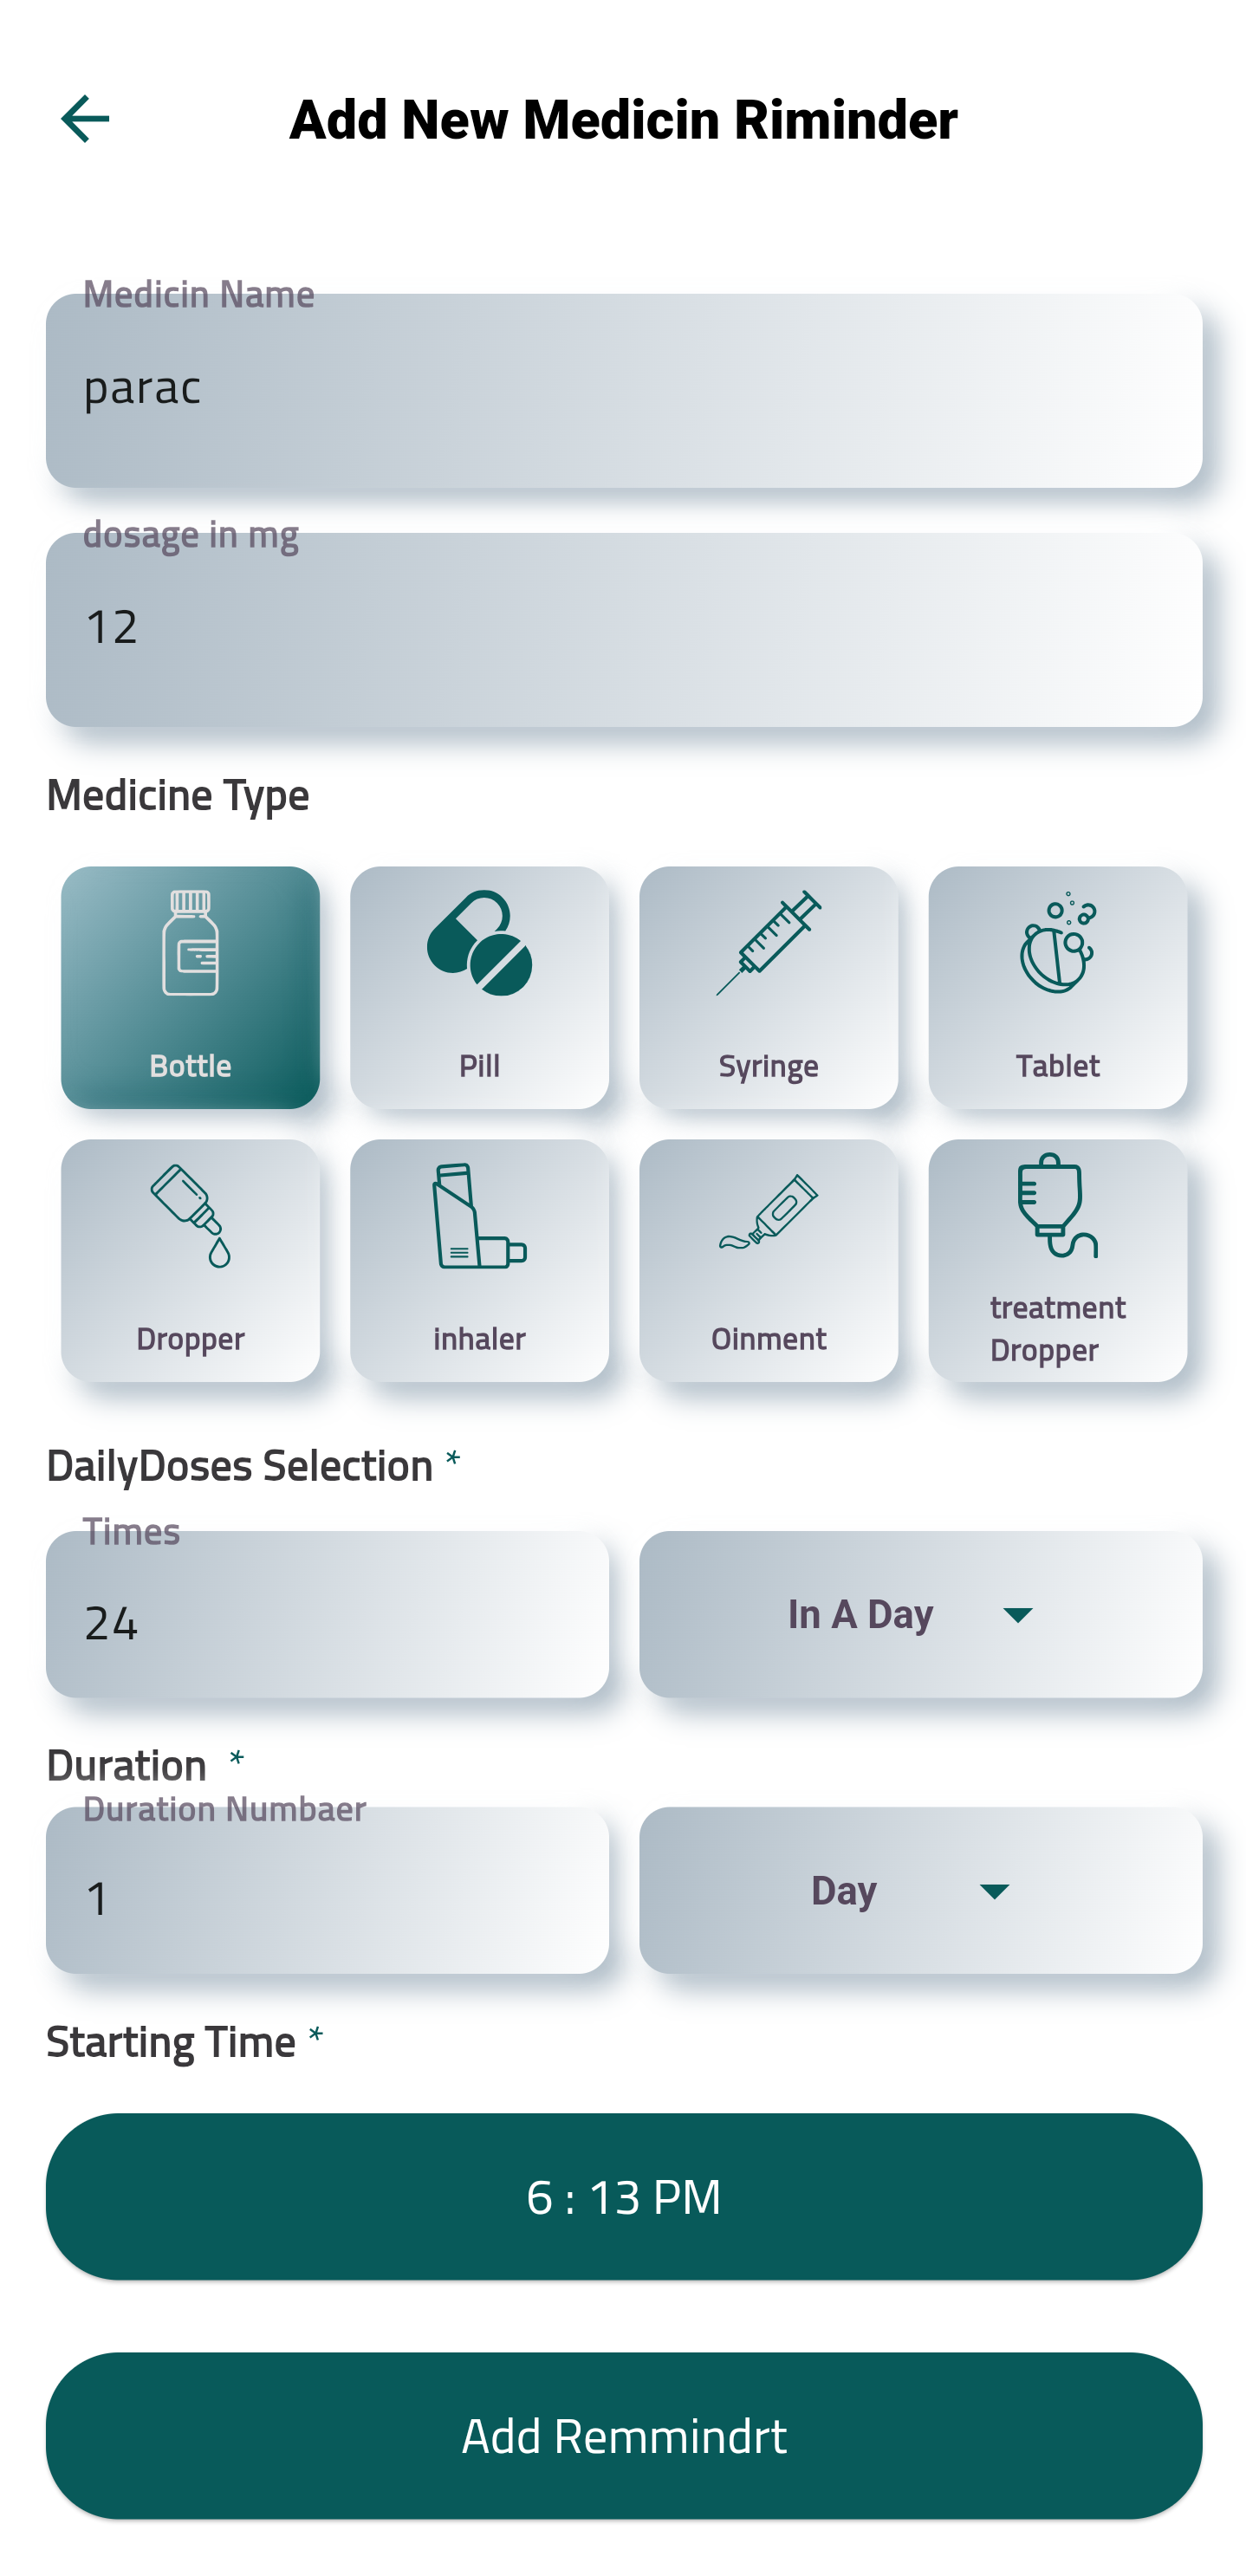 Add New Medicin Riminder
Medicin Name
parac
dosage in mg
12
Medicine Type
Bottle
Pill
Syringe
Tablet
Dropper
inhaler
Oinment
treatment
Dropper
DailyDoses Selection *
Times
24
In A Day
Duration *
Duration Numbaer
1
Day
Starting Time *
6 : 13 PM
Add Remmindrt